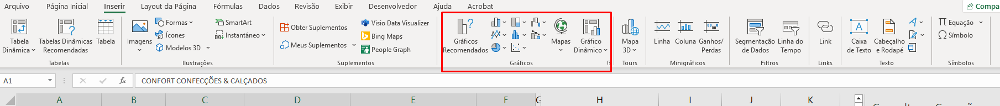 Arquivo Página Inicial Inserir Layout da Página Fórmulas Dados Revisão Exibir Desenvolvedor Ajuda Acrobat Compa
Tabela Dinâmica
Tabelas Dinâmicas Recomendadas
Tabela
Tabelas
Imagens
Formas
Ícones
Modelos 3D
SmartArt
Instantâneo
Ilustrações
Obter Suplementos
Meus Suplementos
Visio Data Visualizer
Bing Maps
People Graph
Suplementos
Gráficos Recomendados
Mapas
Gráfico Dinâmico
Gráficos
Mapa 3D
Tours
Linha
Coluna
Ganhos/ Perdas
Minigráficos
Segmentação de Dados
Linha do Tempo
Filtros
Link
Links
Caixa de Texto
Cabeçalho e Rodapé
Texto
Equação
Símbolo
Símbolos
A1 fx CONFORT CONFECÇÕES & CALÇADOS
A B C D E F G H I J K